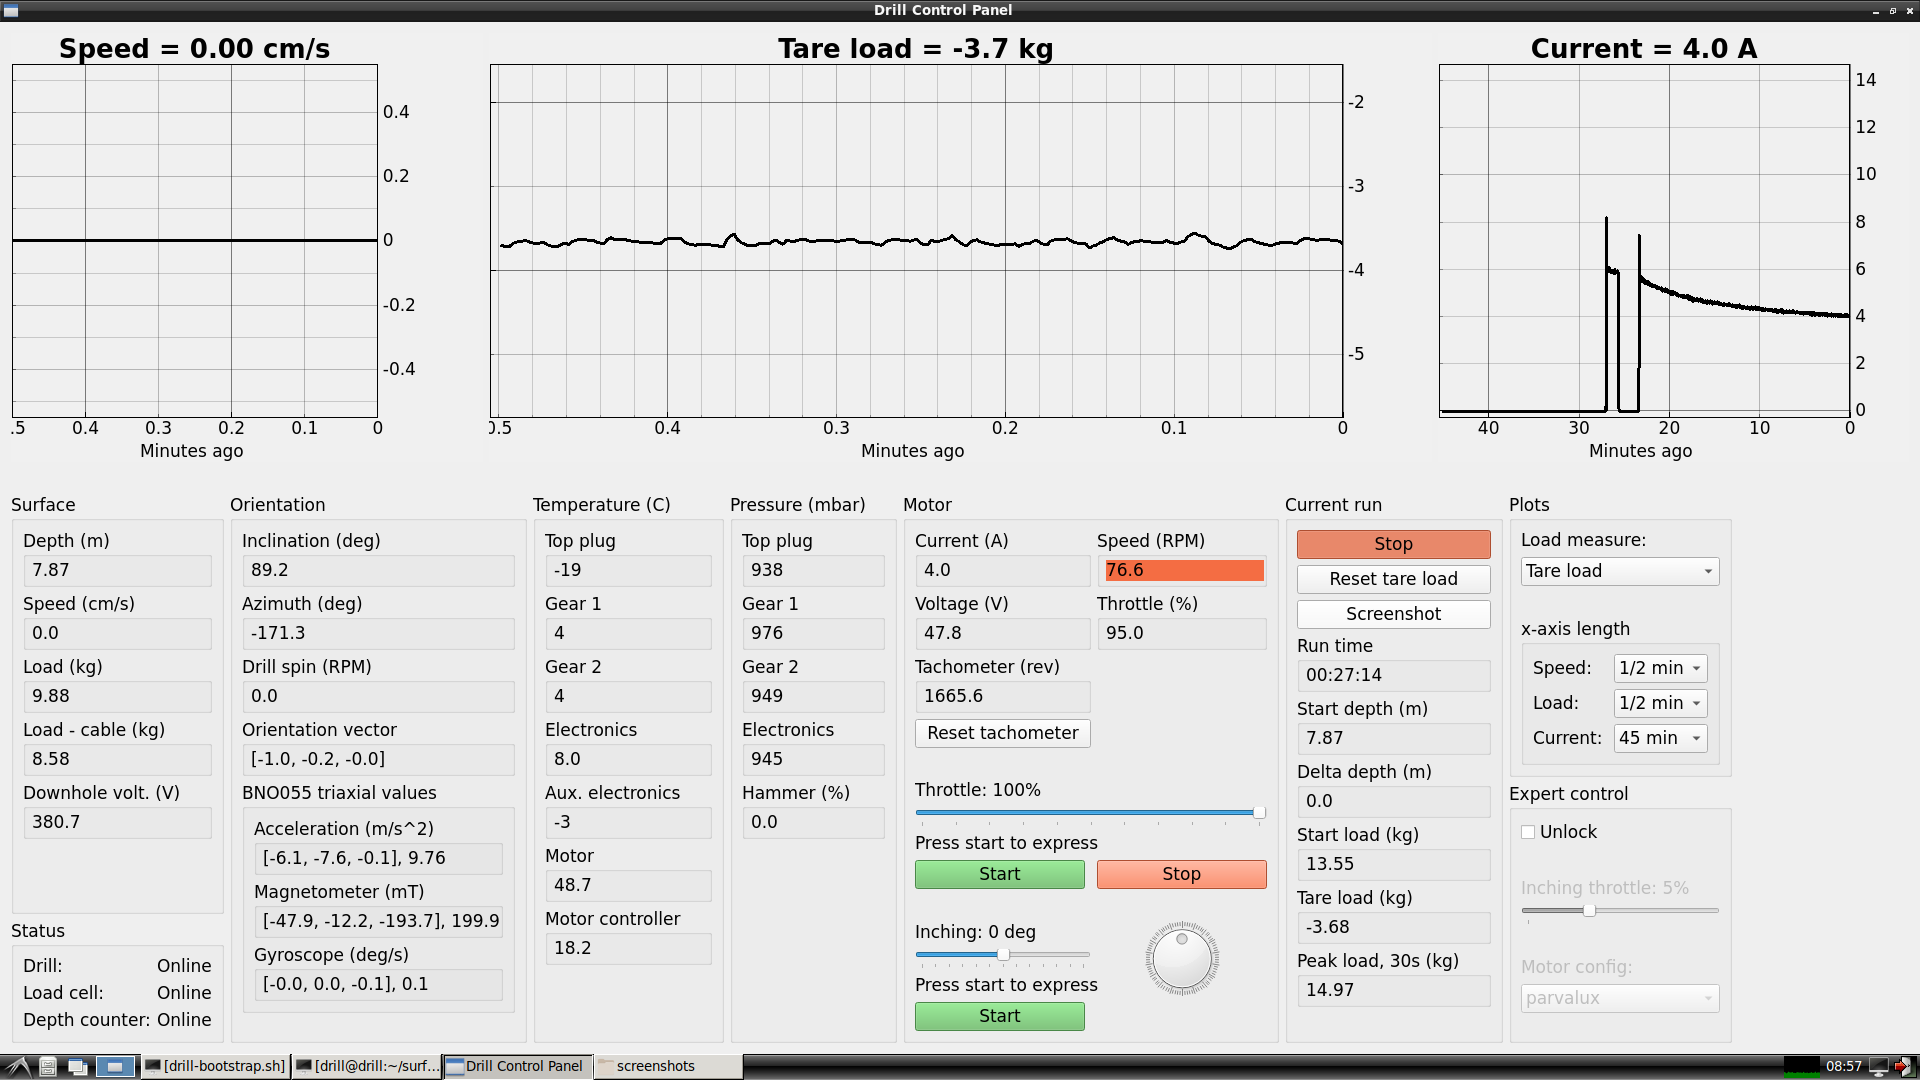 Drill Control Panel
Speed = 0.00 cm/s
0.4
0.2
0
-0.2
-0.4
.5 0.4 0.3 0.2 0.1 0
Minutes ago
Tare load = -3.7 kg
-2
-3
-4
-5
0.5 0.4 0.3 0.2 0.1 0
Minutes ago
Current = 4.0 A
14
12
10
8
6
4
2
0
40 30 20 10 0
Minutes ago
Surface
Depth (m)
7.87
Speed (cm/s)
0.0
Load (kg)
9.88
Load - cable (kg)
8.58
Downhole volt. (V)
380.7
Status
Drill: Online
Load cell: Online
Depth counter: Online
Orientation
Inclination (deg)
89.2
Azimuth (deg)
-171.3
Drill spin (RPM)
0.0
Orientation vector
[-1.0, -0.2, -0.0]
BNO055 triaxial values
Acceleration (m/s^2)
[-6.1, -7.6, -0.1], 9.76
Magnetometer (mT)
[-47.9, -12.2, -193.7], 199.9
Gyroscope (deg/s)
[-0.0, 0.0, -0.1], 0.1
Temperature (C)
Top plug
-19
Gear 1
4
Gear 2
4
Electronics
8.0
Aux. electronics
-3
Motor
48.7
Motor controller
18.2
Pressure (mbar)
Top plug
938
Gear 1
976
Gear 2
949
Electronics
945
Hammer (%)
0.0
Motor
Current (A) Speed (RPM)
4.0 76.6
Voltage (V) Throttle (%)
47.8 95.0
Tachometer (rev)
1665.6
Reset tachometer
Throttle: 100%
Press start to express
Start Stop
Inching: 0 deg
Press start to express
Start
Current run
Stop
Reset tare load
Screenshot
Run time
00:27:14
Start depth (m)
7.87
Delta depth (m)
0.0
Start load (kg)
13.55
Tare load (kg)
-3.68
Peak load, 30s (kg)
14.97
Plots
Load measure:
Tare load
x-axis length
Speed: 1/2 min
Load: 1/2 min
Current: 45 min
Expert control
Unlock
Inching throttle: 5%
Motor config:
parvalux
[drill-bootstrap.sh] [drill@drill:~/surf... Drill Control Panel screenshots 08:57